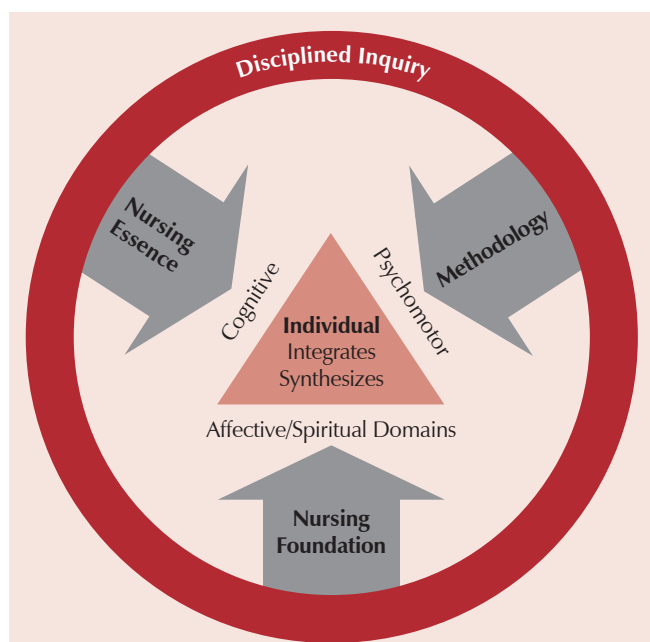 Disciplined Inquiry
Nursing
Essence
Methodology
Cognitive
Psychomotor
Individual
Integrates
Synthesizes
Affective/Spiritual Domains
Nursing
Foundation